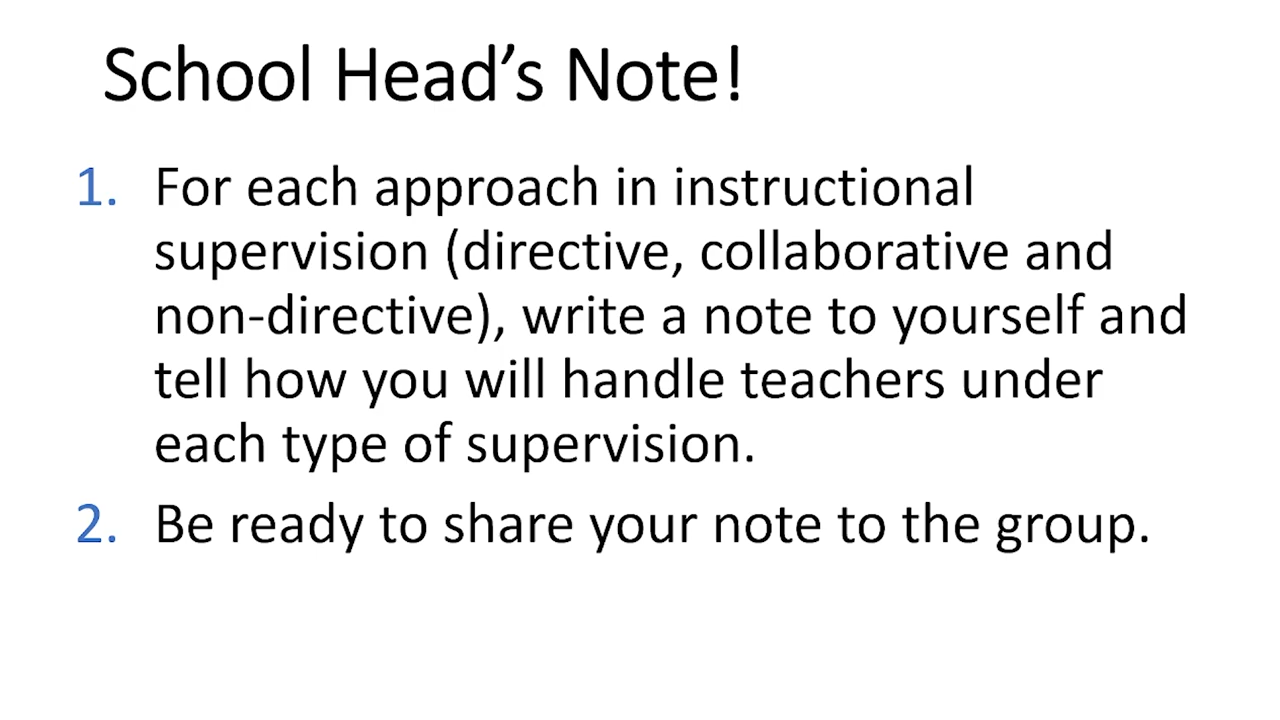 School Head’s Note!
1. For each approach in instructional
supervision (directive, collaborative and
non-directive), write a note to yourself and
tell how you will handle teachers under
each type of supervision.
2. Be ready to share your note to the group.